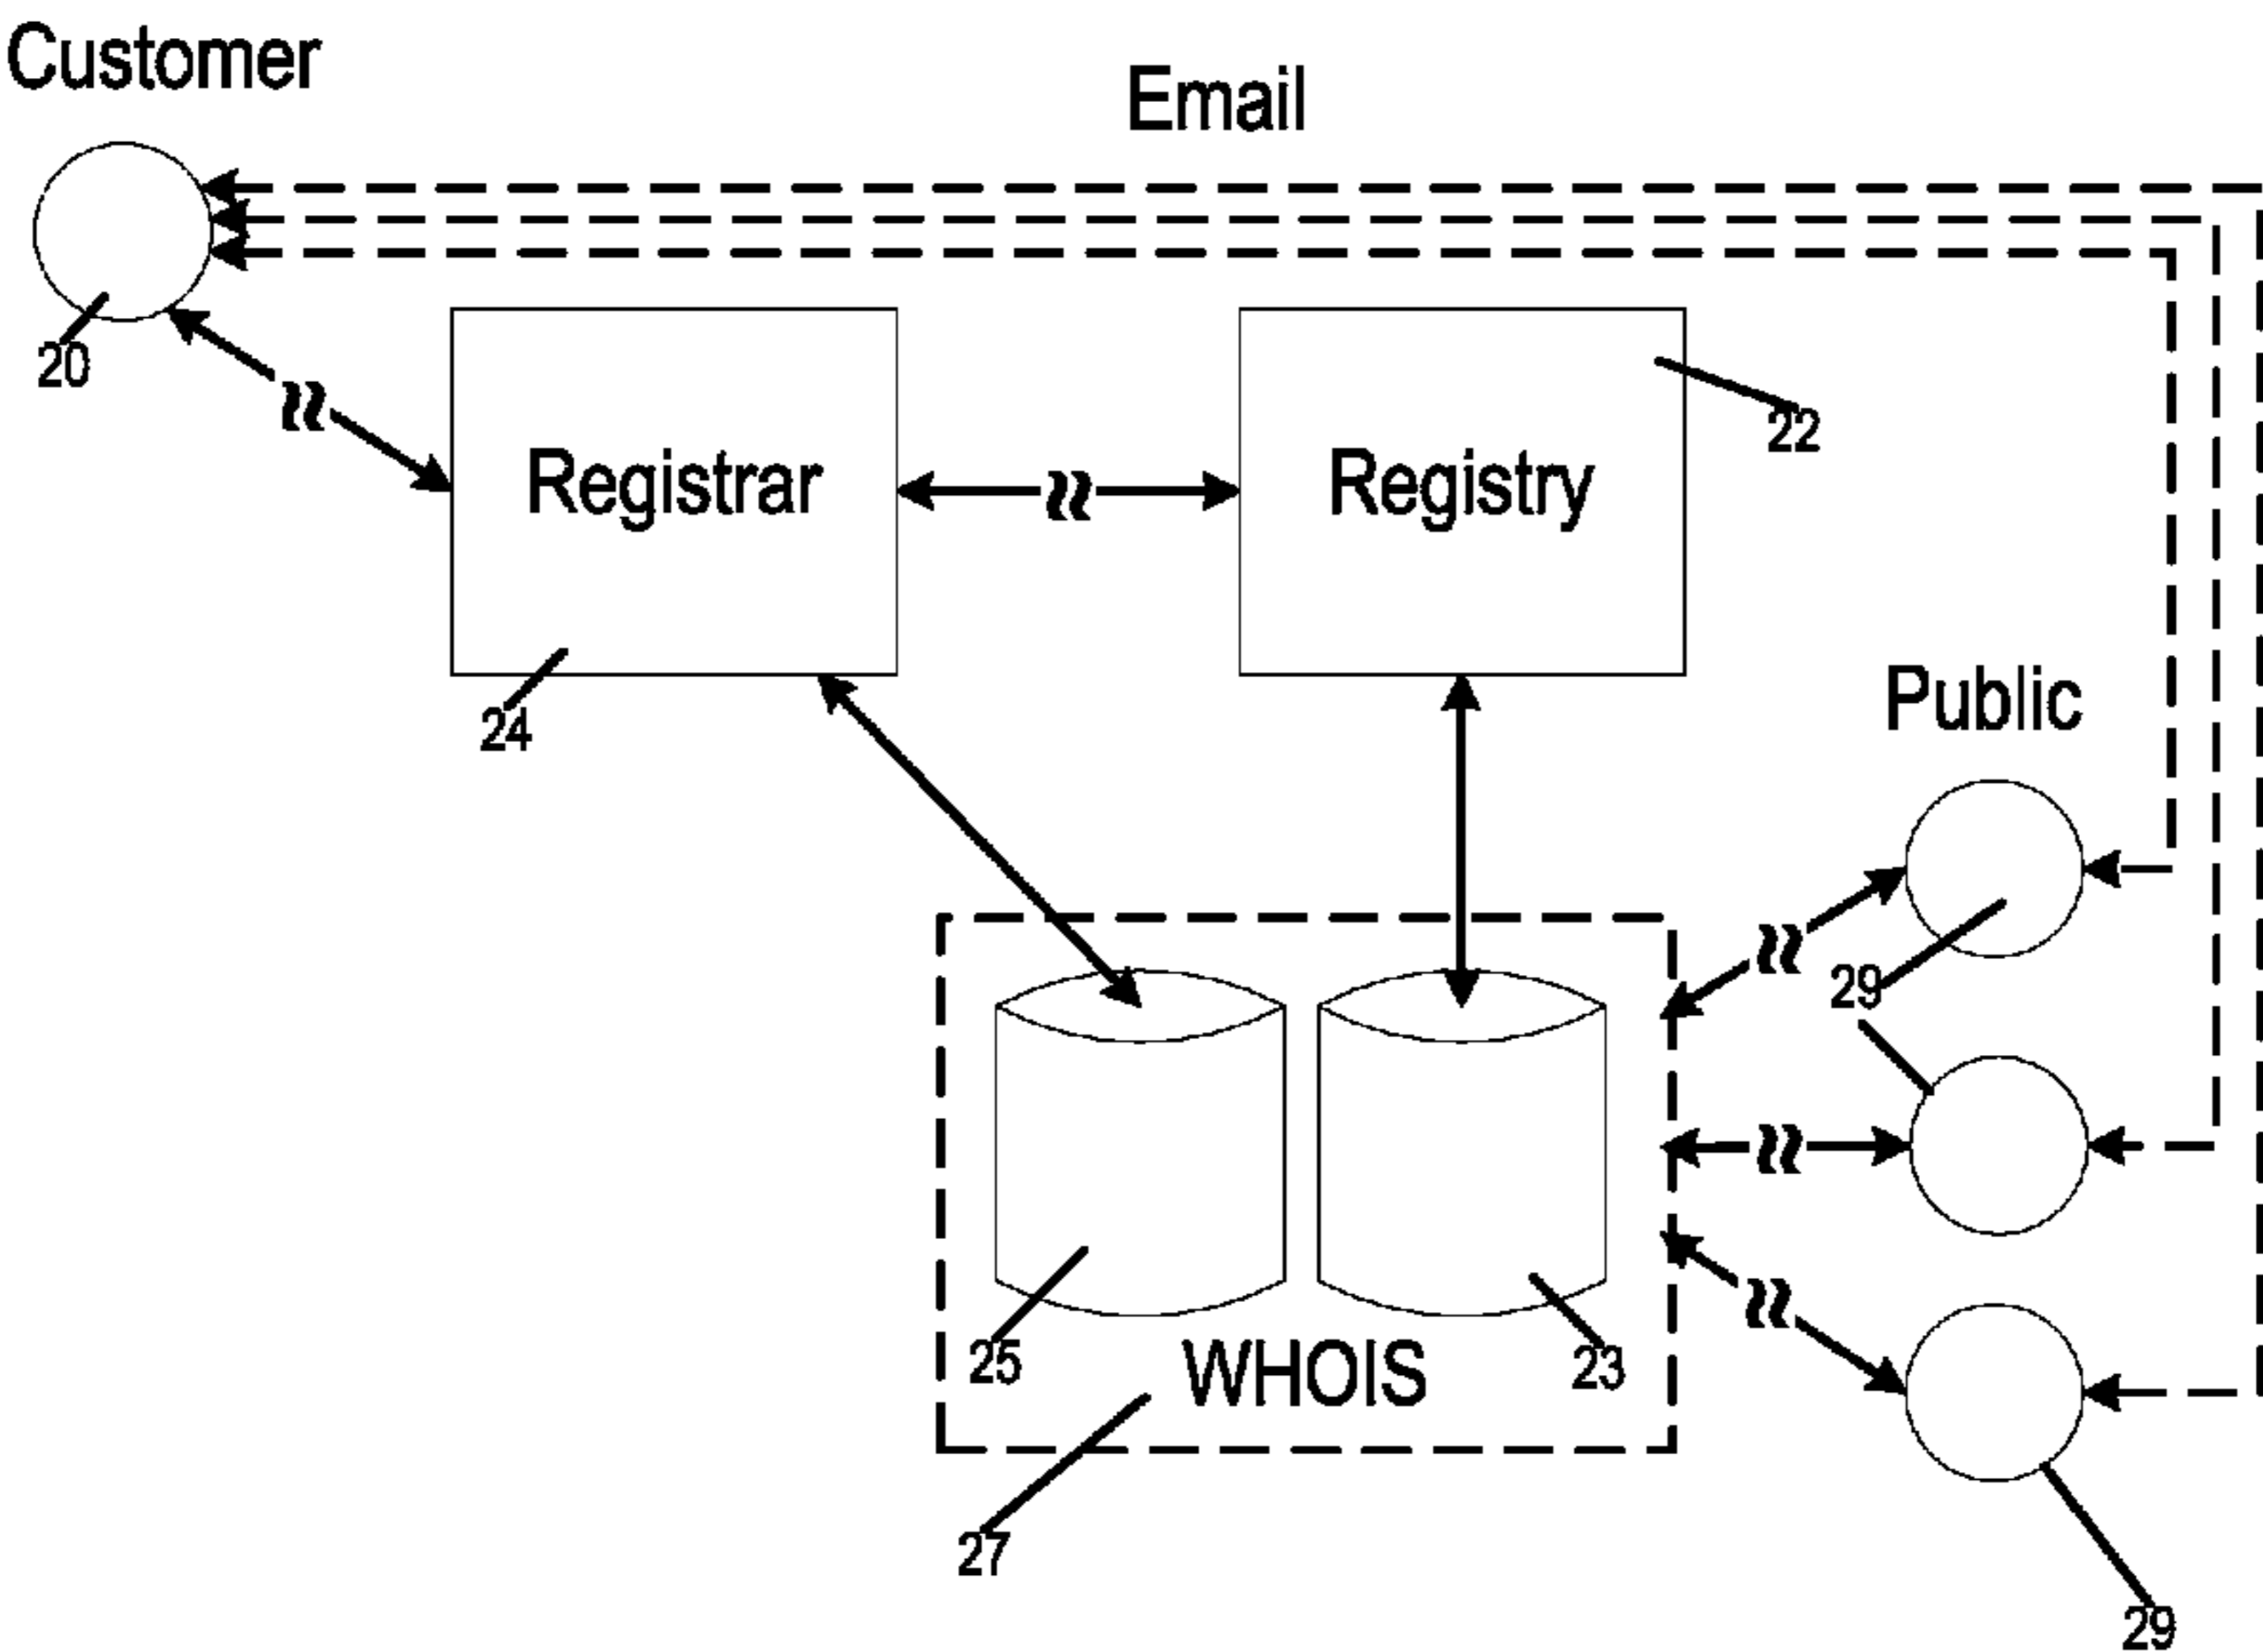 Customer
Email
20
22
Registrar
Registry
24
Public
29
25
WHOIS
23
27
29